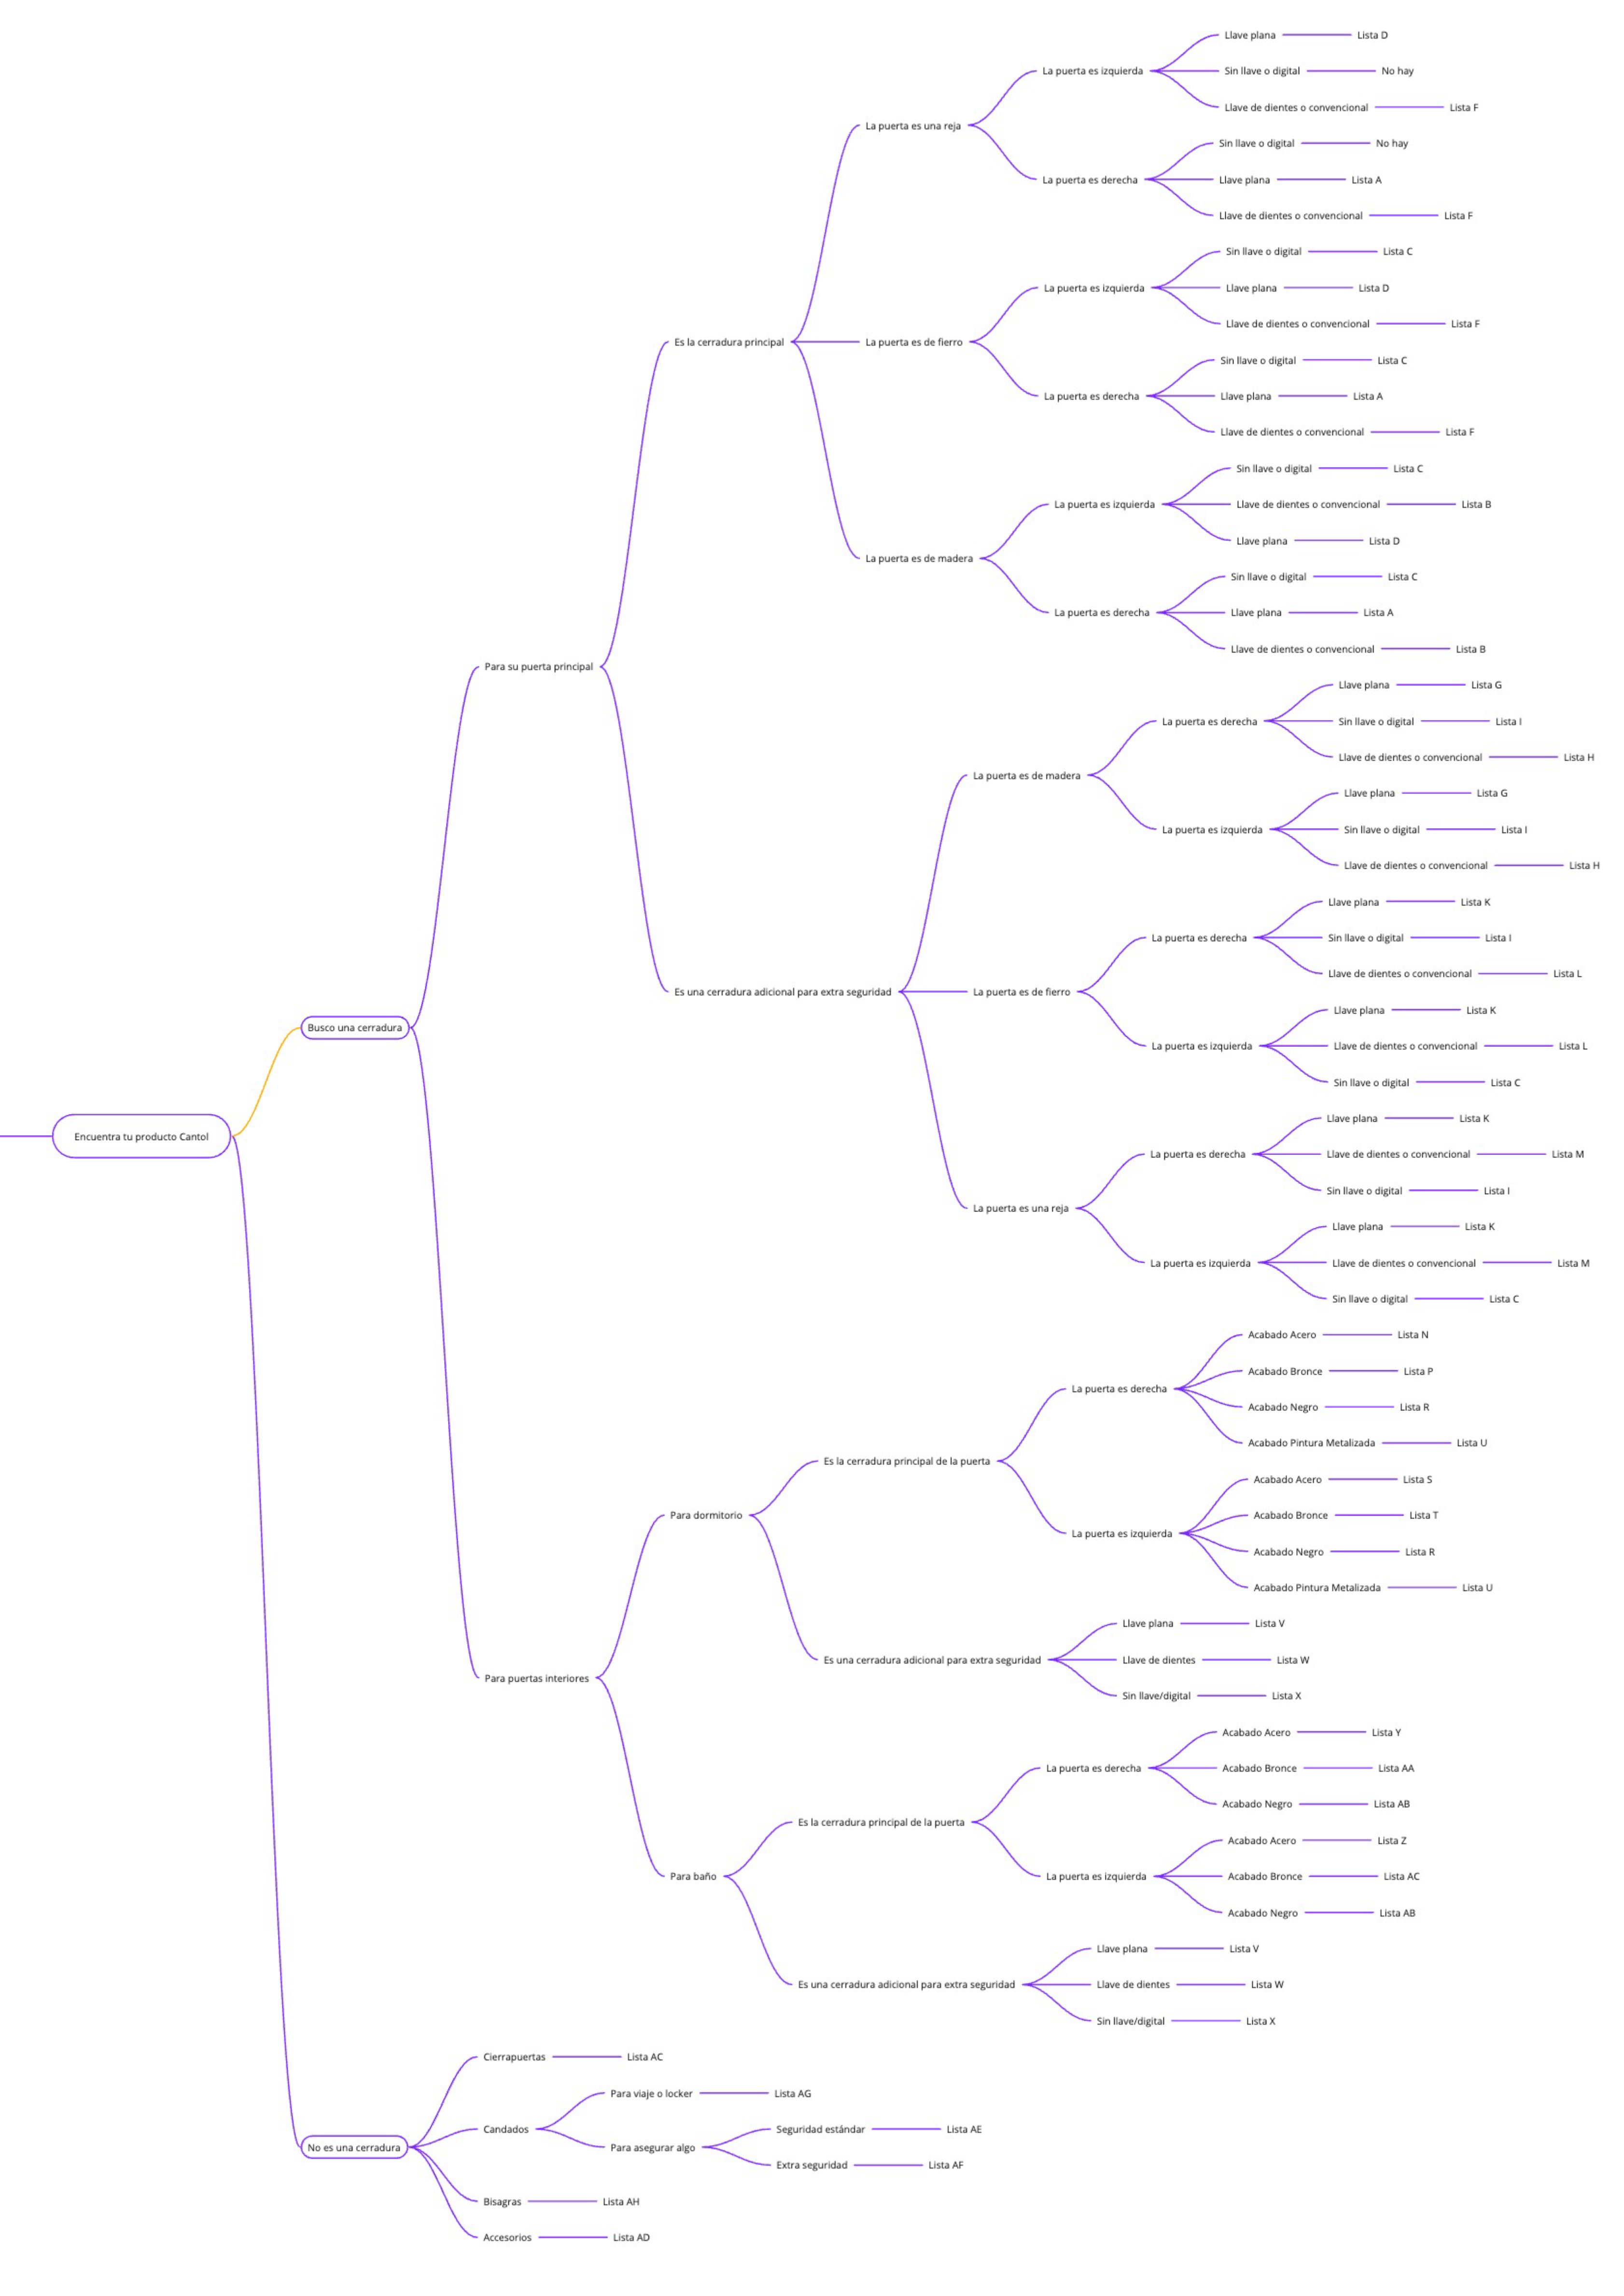 Encuentra tu producto Cantol
Busco una cerradura
Para su puerta principal
Es la cerradura principal
La puerta es una reja
La puerta es izquierda
Llave plana
Lista D
Sin llave o digital
No hay
Llave de dientes o convencional
Lista F
La puerta es derecha
Sin llave o digital
No hay
Llave plana
Lista A
Llave de dientes o convencional
Lista F
La puerta es de fierro
La puerta es izquierda
Sin llave o digital
Lista C
Llave plana
Lista D
Llave de dientes o convencional
Lista F
La puerta es derecha
Sin llave o digital
Lista C
Llave plana
Lista A
Llave de dientes o convencional
Lista F
La puerta es de madera
La puerta es izquierda
Sin llave o digital
Lista C
Llave de dientes o convencional
Lista B
Llave plana
Lista D
La puerta es derecha
Sin llave o digital
Lista C
Llave plana
Lista A
Llave de dientes o convencional
Lista B
Es una cerradura adicional para extra seguridad
La puerta es de madera
La puerta es derecha
Llave plana
Lista G
Sin llave o digital
Lista I
Llave de dientes o convencional
Lista H
La puerta es izquierda
Llave plana
Lista G
Sin llave o digital
Lista I
Llave de dientes o convencional
Lista H
La puerta es de fierro
La puerta es derecha
Llave plana
Lista K
Sin llave o digital
Lista I
Llave de dientes o convencional
Lista L
La puerta es izquierda
Llave plana
Lista K
Llave de dientes o convencional
Lista L
Sin llave o digital
Lista C
La puerta es una reja
La puerta es derecha
Llave plana
Lista K
Llave de dientes o convencional
Lista M
Sin llave o digital
Lista I
La puerta es izquierda
Llave plana
Lista K
Llave de dientes o convencional
Lista M
Sin llave o digital
Lista C
Para puertas interiores
Para dormitorio
Es la cerradura principal de la puerta
La puerta es derecha
Acabado Acero
Lista N
Acabado Bronce
Lista P
Acabado Negro
Lista R
Acabado Pintura Metalizada
Lista U
La puerta es izquierda
Acabado Acero
Lista S
Acabado Bronce
Lista T
Acabado Negro
Lista R
Acabado Pintura Metalizada
Lista U
Es una cerradura adicional para extra seguridad
Llave plana
Lista V
Llave de dientes
Lista W
Sin llave/digital
Lista X
Para baño
Es la cerradura principal de la puerta
La puerta es derecha
Acabado Acero
Lista Y
Acabado Bronce
Lista AA
Acabado Negro
Lista AB
La puerta es izquierda
Acabado Acero
Lista Z
Acabado Bronce
Lista AC
Acabado Negro
Lista AB
Es una cerradura adicional para extra seguridad
Llave plana
Lista V
Llave de dientes
Lista W
Sin llave/digital
Lista X
No es una cerradura
Cierrapuertas
Lista AC
Candados
Para viaje o locker
Lista AG
Para asegurar algo
Seguridad estándar
Lista AE
Extra seguridad
Lista AF
Bisagras
Lista AH
Accesorios
Lista AD